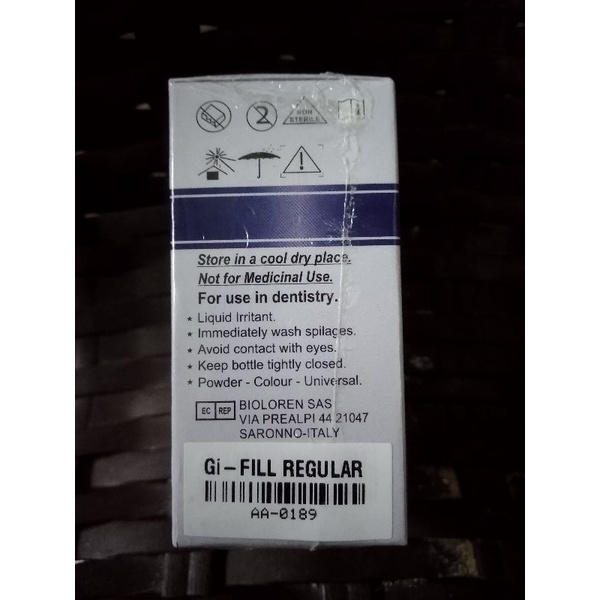 2
NON
STERILE
Store in a cool dry place.
Not for Medicinal Use.
For use in dentistry.
* Liquid Irritant.
* Immediately wash spilages.
* Avoid contact with eyes.
* Keep bottle tightly closed.
* Powder - Colour - Universal.
EC REP BIOLOREN SAS
VIA PREALPI 44 21047
SARONNO-ITALY
Gi-FILL REGULAR
AA-0189